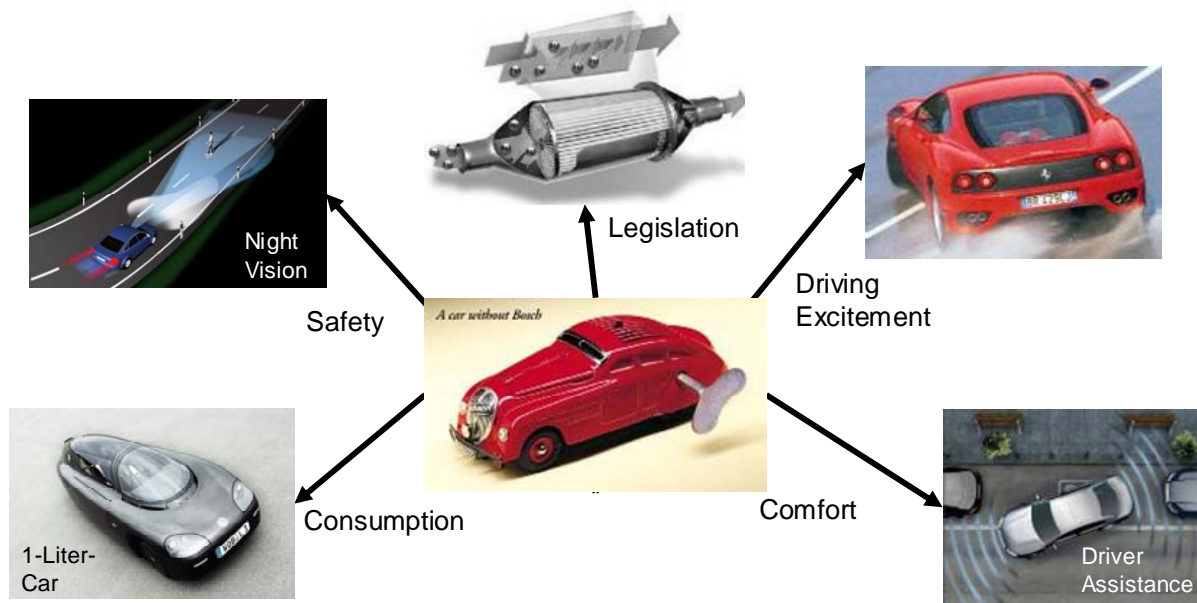 Legislation
Night
Vision
Driving
Excitement
Safety
A car without Bosch
Consumption
Comfort
1-Liter-
Car
Driver
Assistance